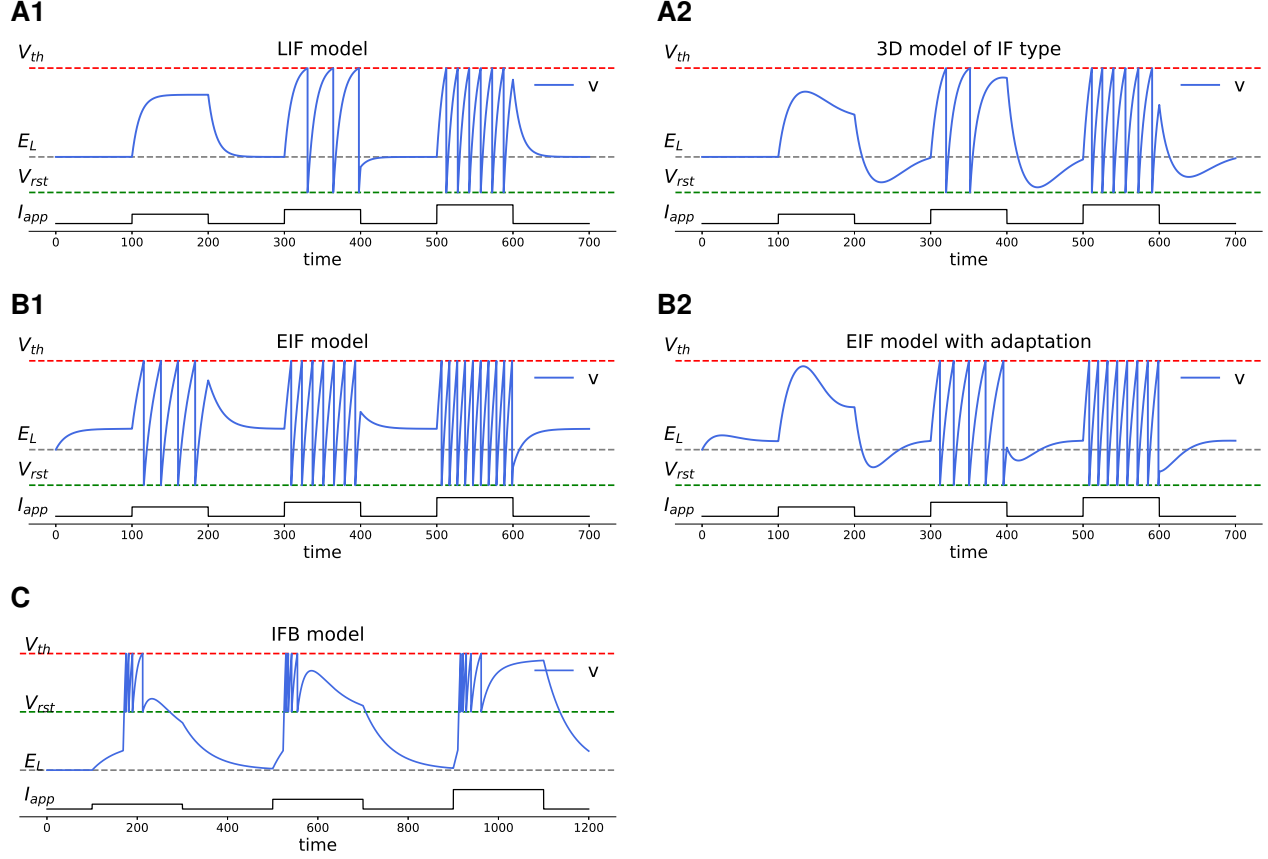 A1
LIF model
V_th
v
E_L
V_rst
I_app
0 100 200 300 400 500 600 700
time
A2
3D model of IF type
V_th
v
E_L
V_rst
I_app
0 100 200 300 400 500 600 700
time
B1
EIF model
V_th
v
E_L
V_rst
I_app
0 100 200 300 400 500 600 700
time
B2
EIF model with adaptation
V_th
v
E_L
V_rst
I_app
0 100 200 300 400 500 600 700
time
C
IFB model
V_th
v
V_rst
E_L
I_app
0 200 400 600 800 1000 1200
time